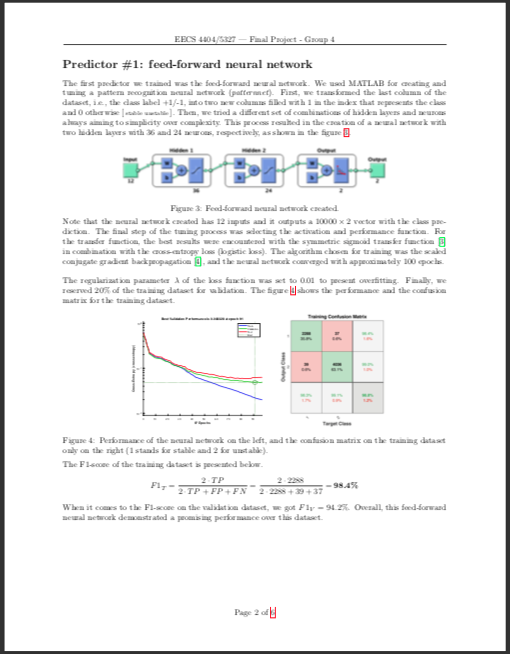 EECS 4404/5327 — Final Project - Group 4
Predictor #1: feed-forward neural network
The first predictor we trained was the feed-forward neural network. We used MATLAB for creating and
tuning a pattern recognition neural network (patternnet). First, we transformed the last column of the
dataset, i.e., the class label +1/-1, into two new columns filled with 1 in the index that represents the class
and 0 otherwise [stable unstable]. Then, we tried a different set of combinations of hidden layers and neurons
always aiming to simplicity over complexity. This process resulted in the creation of a neural network with
two hidden layers with 36 and 24 neurons, respectively, as shown in the figure
Input Hidden 1 Hidden 2 Output Output
W W W
b b b
12 36 24 2 2
Figure 3: Feed-forward neural network created.
Note that the neural network created has 12 inputs and it outputs a 10000 × 2 vector with the class pre-
diction. The final step of the tuning process was selecting the activation and performance function. For
the transfer function, the best results were encountered with the symmetric sigmoid transfer function [3]
in combination with the cross-entropy loss (logistic loss). The algorithm chosen for training was the scaled
conjugate gradient backpropagation [4], and the neural network converged with approximately 100 epochs.
The regularization parameter λ of the loss function was set to 0.01 to present overfitting. Finally, we
reserved 20% of the training dataset for validation. The figure 4 shows the performance and the confusion
matrix for the training dataset.
Training Confusion Matrix
2288 37
39
Output Class
Target Class
Figure 4: Performance of the neural network on the left, and the confusion matrix on the training dataset
only on the right (1 stands for stable and 2 for unstable).
The F1-score of the training dataset is presented below.
F1_T = 2 · TP / (2 · TP + FP + FN) = 2 · 2288 / (2 · 2288 + 39 + 37) = 98.4%
When it comes to the F1-score on the validation dataset, we got F1_V = 94.2%. Overall, this feed-forward
neural network demonstrated a promising performance over this dataset.
Page 2 of 6